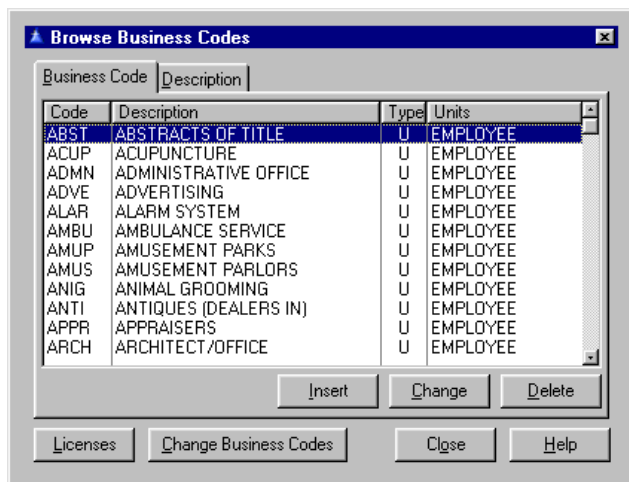 Browse Business Codes
Business Code Description
Code Description Type Units
ABST ABSTRACTS OF TITLE U EMPLOYEE
ACUP ACUPUNCTURE U EMPLOYEE
ADMN ADMINISTRATIVE OFFICE U EMPLOYEE
ADVE ADVERTISING U EMPLOYEE
ALAR ALARM SYSTEM U EMPLOYEE
AMBU AMBULANCE SERVICE U EMPLOYEE
AMUP AMUSEMENT PARKS U EMPLOYEE
AMUS AMUSEMENT PARLORS U EMPLOYEE
ANIG ANIMAL GROOMING U EMPLOYEE
ANTI ANTIQUES (DEALERS IN) U EMPLOYEE
APPR APPRAISERS U EMPLOYEE
ARCH ARCHITECT/OFFICE U EMPLOYEE
Insert Change Delete
Licenses Change Business Codes Close Help